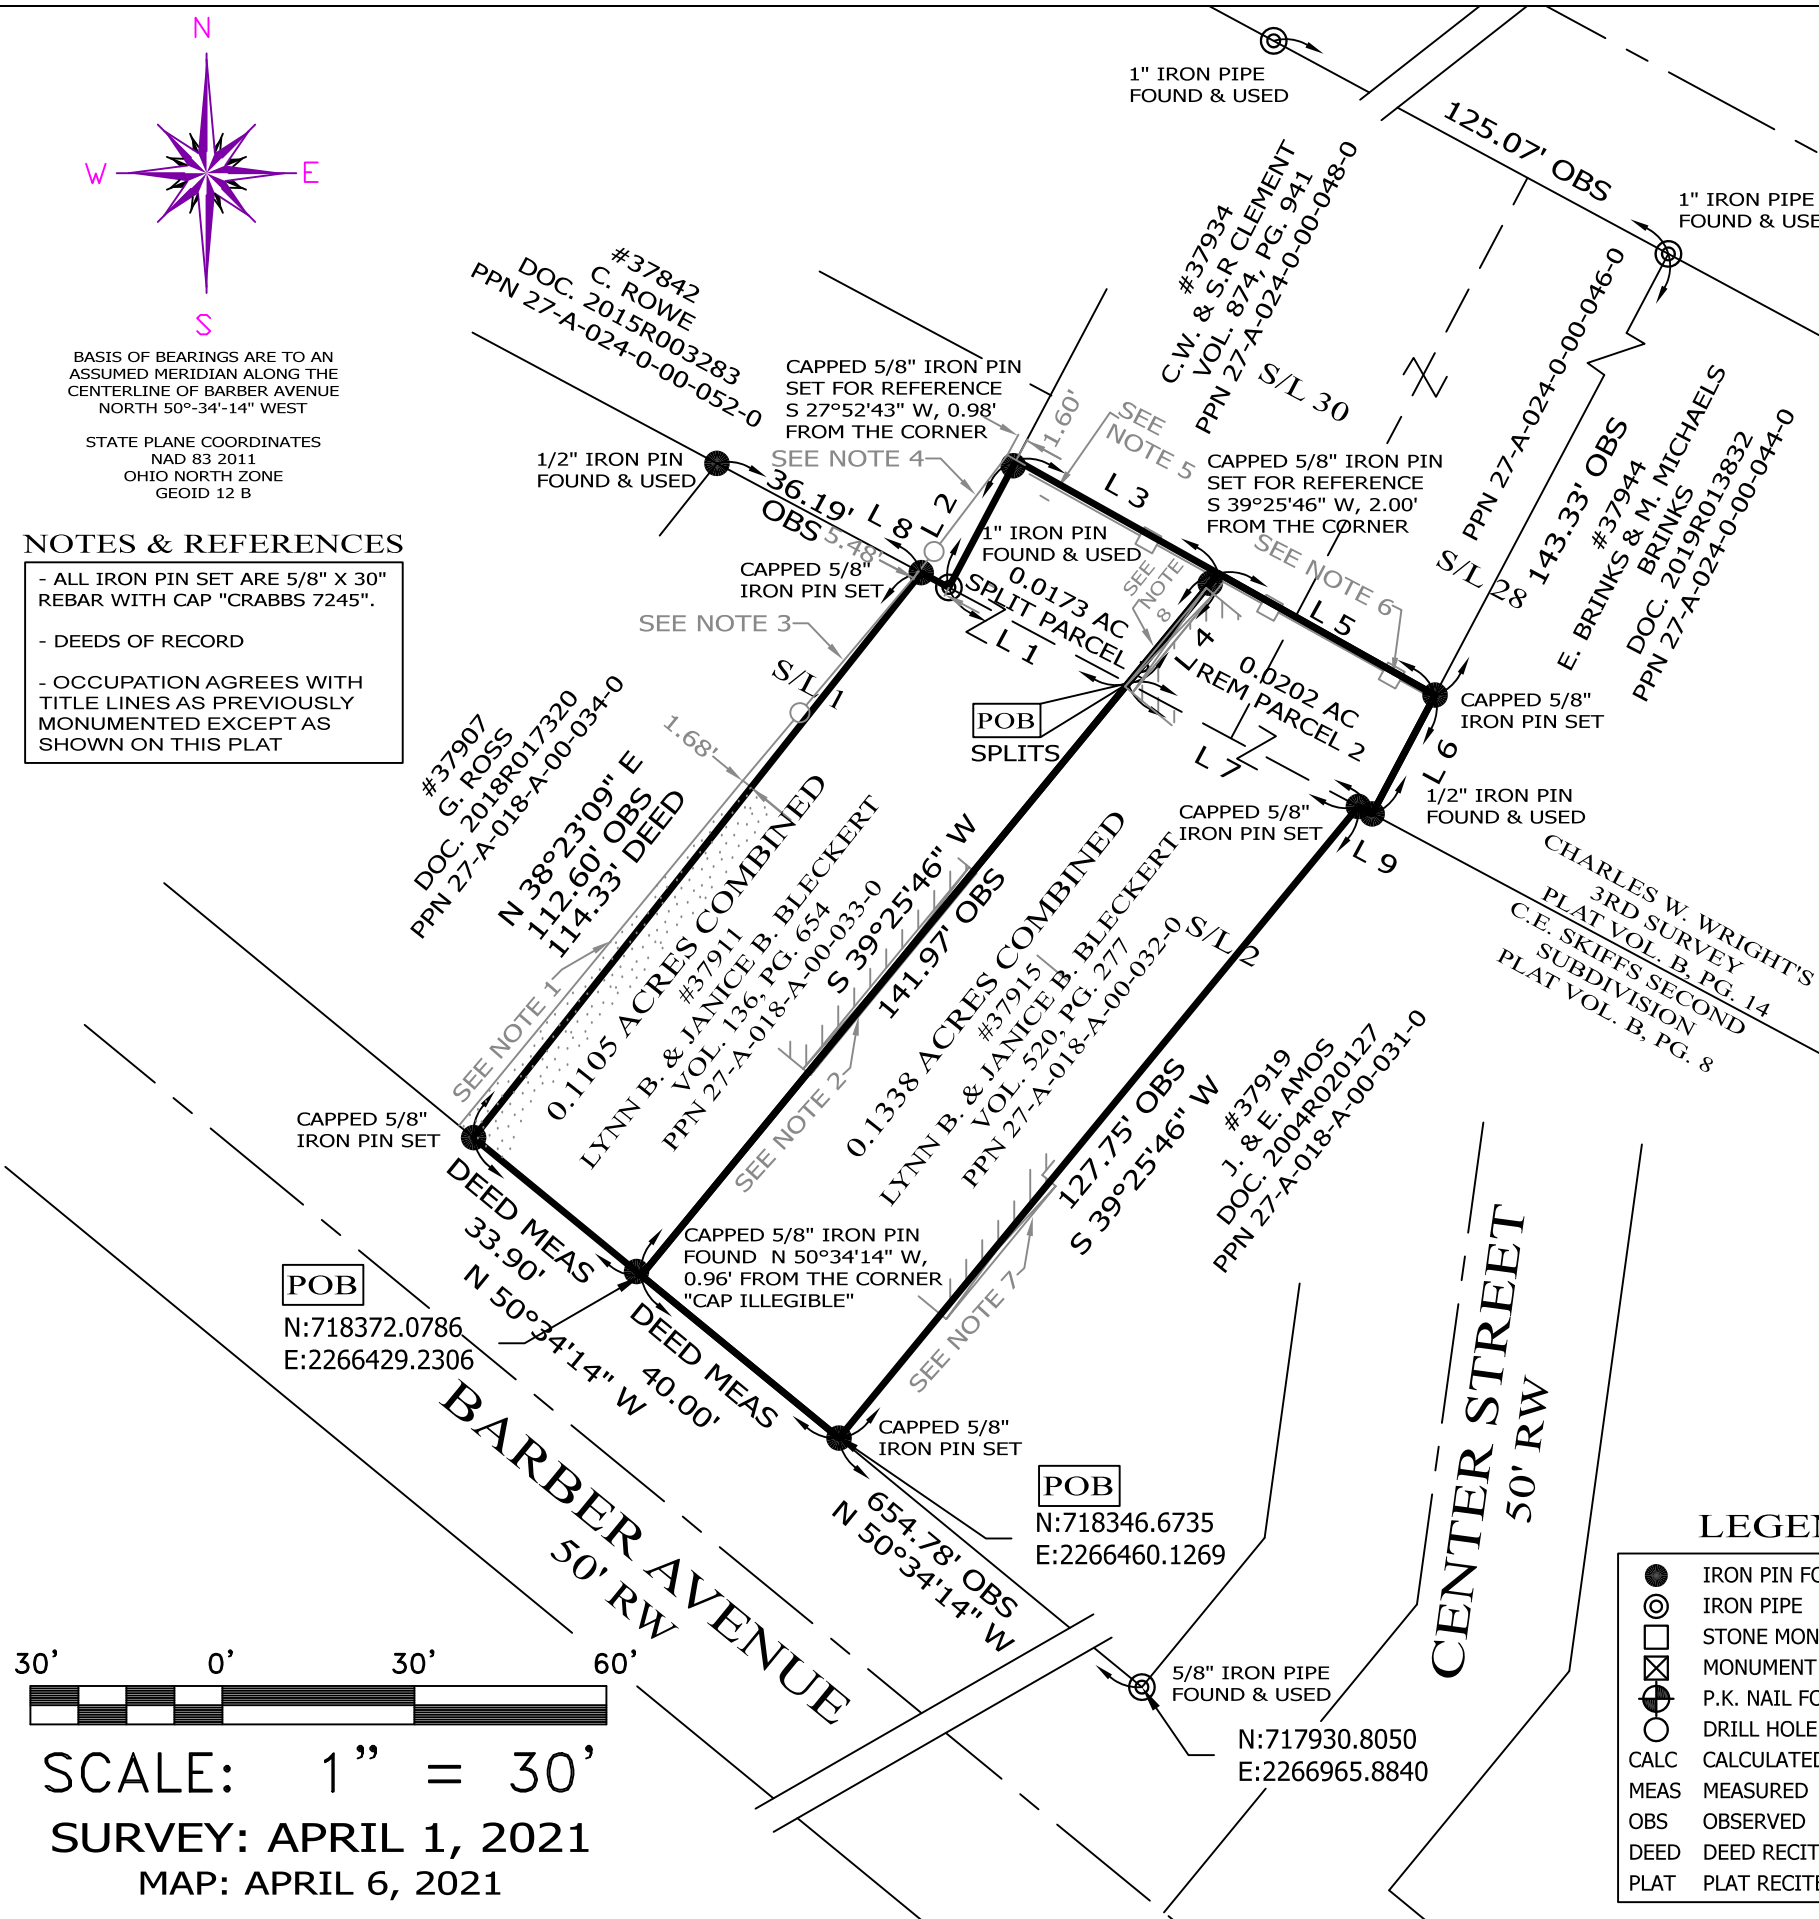 N
W
E
S
BASIS OF BEARINGS ARE TO AN
ASSUMED MERIDIAN ALONG THE
CENTERLINE OF BARBER AVENUE
NORTH 50°-34'-14" WEST
STATE PLANE COORDINATES
NAD 83 2011
OHIO NORTH ZONE
GEOID 12 B
NOTES & REFERENCES
- ALL IRON PIN SET ARE 5/8" X 30"
REBAR WITH CAP "CRABBS 7245".
- DEEDS OF RECORD
- OCCUPATION AGREES WITH
TITLE LINES AS PREVIOUSLY
MONUMENTED EXCEPT AS
SHOWN ON THIS PLAT
1" IRON PIPE
FOUND & USED
125.07' OBS
1" IRON PIPE
FOUND & USE
#37842
C. ROWE
DOC. 2015R003283
PPN 27-A-024-0-00-052-0
#37934
C.W. & S.R CLEMENT
VOL. 874, PG. 941
PPN 27-A-024-0-00-048-0
S/L 30
PPN 27-A-024-0-00-046-0
S/L 28
143.33' OBS
#37944
E. BRINKS & M. MICHAELS
BRINKS
DOC. 2019R013832
PPN 27-A-024-0-00-044-0
CAPPED 5/8" IRON PIN
SET FOR REFERENCE
S 27°52'43" W, 0.98'
FROM THE CORNER
1.60'
SEE
NOTE 5
SEE NOTE 4
1/2" IRON PIN
FOUND & USED
36.19'
OBS
L 8
L 2
L 3
5.48'
CAPPED 5/8" IRON PIN
SET FOR REFERENCE
S 39°25'46" W, 2.00'
FROM THE CORNER
1" IRON PIN
FOUND & USED
CAPPED 5/8"
IRON PIN SET
SEE NOTE 3
0.0173 AC
SPLIT PARCEL
L 1
SEE
NOTE
8
SEE NOTE 6
L 4
L 5
0.0202 AC
REM PARCEL 2
L 6
L 7
L 9
CAPPED 5/8"
IRON PIN SET
POB
SPLITS
CAPPED 5/8"
IRON PIN SET
1/2" IRON PIN
FOUND & USED
CHARLES W. WRIGHT'S
3RD SURVEY
PLAT VOL. B, PG. 14
C.E. SKIFFS SECOND
SUBDIVISION
PLAT VOL. B, PG. 8
S/L 1
1.68'
#37907
G. ROSS
DOC. 2018R017320
PPN 27-A-018-A-00-034-0
N 38°23'09" E
112.60' OBS
114.33' DEED
SEE NOTE 1
0.1105 ACRES COMBINED
#37911
LYNN B. & JANICE B. BLECKERT
VOL. 136, PG. 654
PPN 27-A-018-A-00-033-0
S 39°25'46" W
141.97' OBS
SEE NOTE 2
0.1338 ACRES COMBINED
#37915
LYNN B. & JANICE B. BLECKERT
VOL. 520, PG. 277
PPN 27-A-018-A-00-032-0
S/L 2
127.75' OBS
S 39°25'46" W
SEE NOTE 7
#37919
J. & E. AMOS
DOC. 2004R020127
PPN 27-A-018-A-00-031-0
CAPPED 5/8"
IRON PIN SET
DEED MEAS
33.90'
N 50°34'14" W
CAPPED 5/8" IRON PIN
FOUND N 50°34'14" W,
0.96' FROM THE CORNER
"CAP ILLEGIBLE"
POB
N:718372.0786
E:2266429.2306
DEED MEAS
40.00'
CAPPED 5/8"
IRON PIN SET
POB
N:718346.6735
E:2266460.1269
654.78' OBS
N 50°34'14" W
5/8" IRON PIPE
FOUND & USED
N:717930.8050
E:2266965.8840
BARBER AVENUE
50' RW
CENTER STREET
50' RW
30' 0' 30' 60'
SCALE: 1" = 30'
SURVEY: APRIL 1, 2021
MAP: APRIL 6, 2021
LEGEN
IRON PIN FO
IRON PIPE
STONE MON
MONUMENT
P.K. NAIL FO
DRILL HOLE
CALC CALCULATED
MEAS MEASURED
OBS OBSERVED
DEED DEED RECIT
PLAT PLAT RECITE